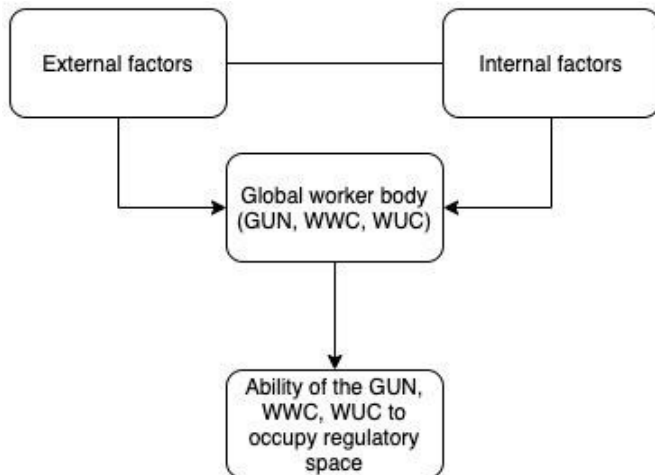 External factors
Internal factors
Global worker body
(GUN, WWC, WUC)
Ability of the GUN,
WWC, WUC to
occupy regulatory
space